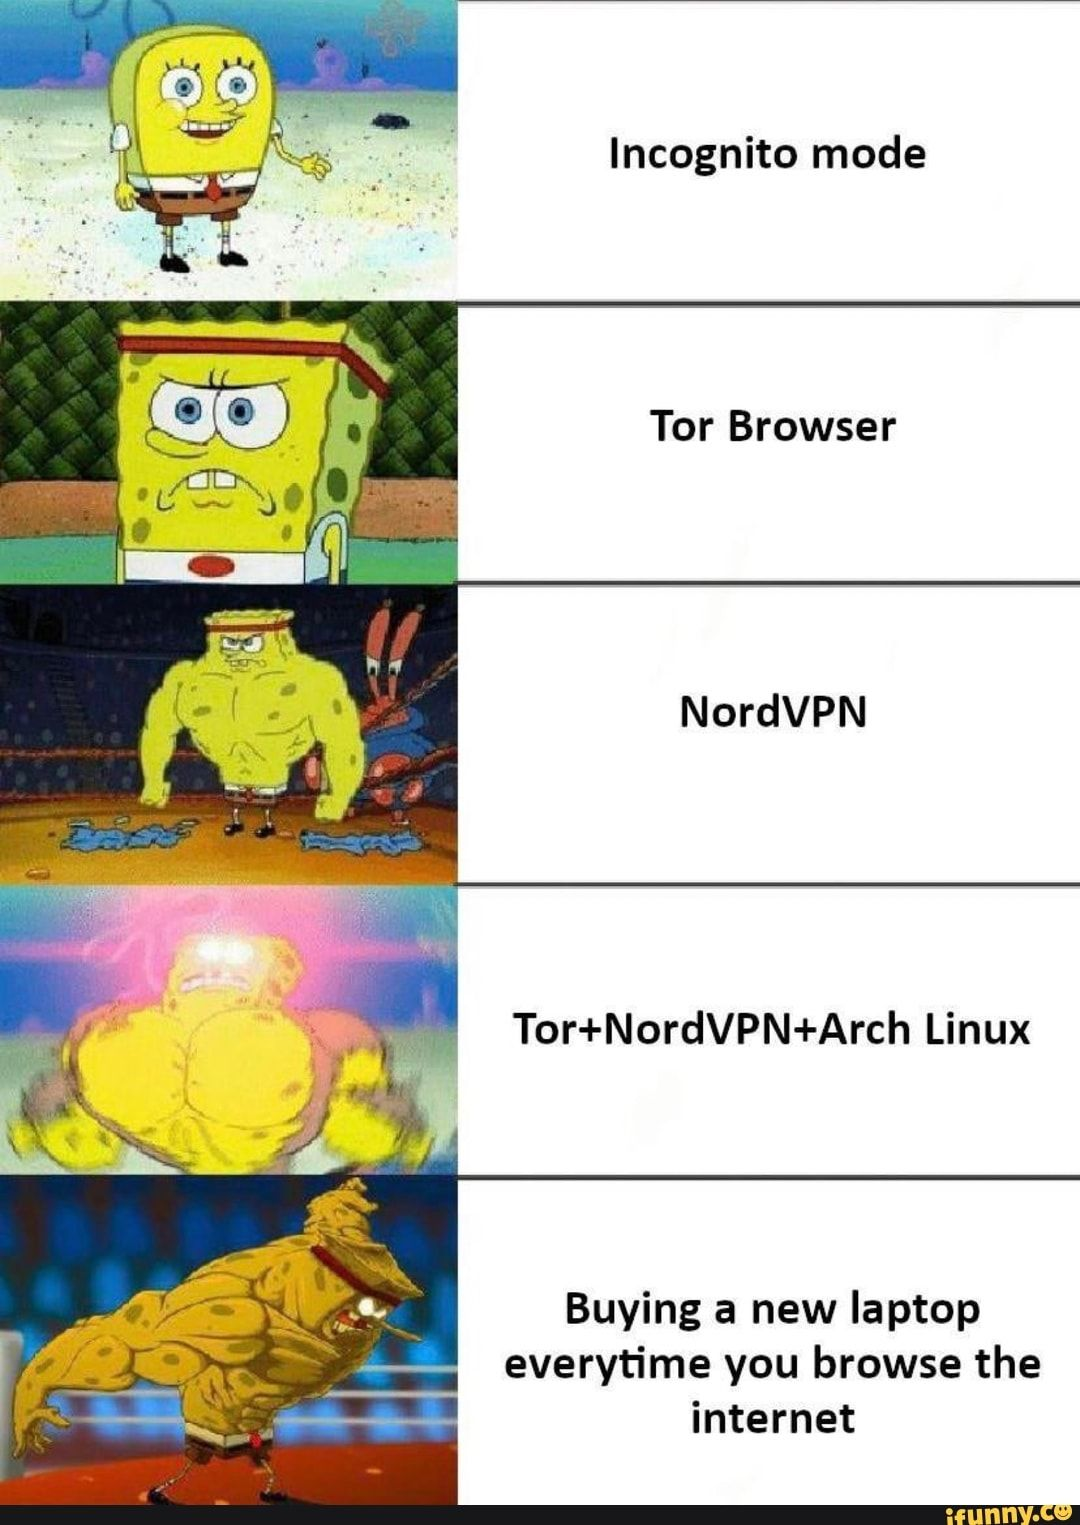 Incognito mode
Tor Browser
NordVPN
Tor+NordVPN+Arch Linux
Buying a new laptop
everytime you browse the
internet
ifunny.co